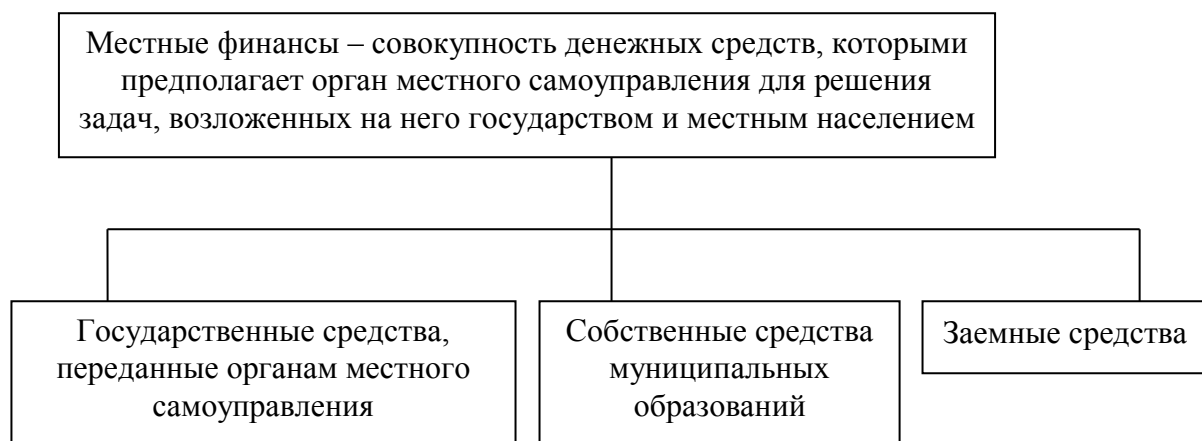 Местные финансы – совокупность денежных средств, которыми
предполагает орган местного самоуправления для решения
задач, возложенных на него государством и местным населением
Государственные средства,
переданные органам местного
самоуправления
Собственные средства
муниципальных
образований
Заемные средства